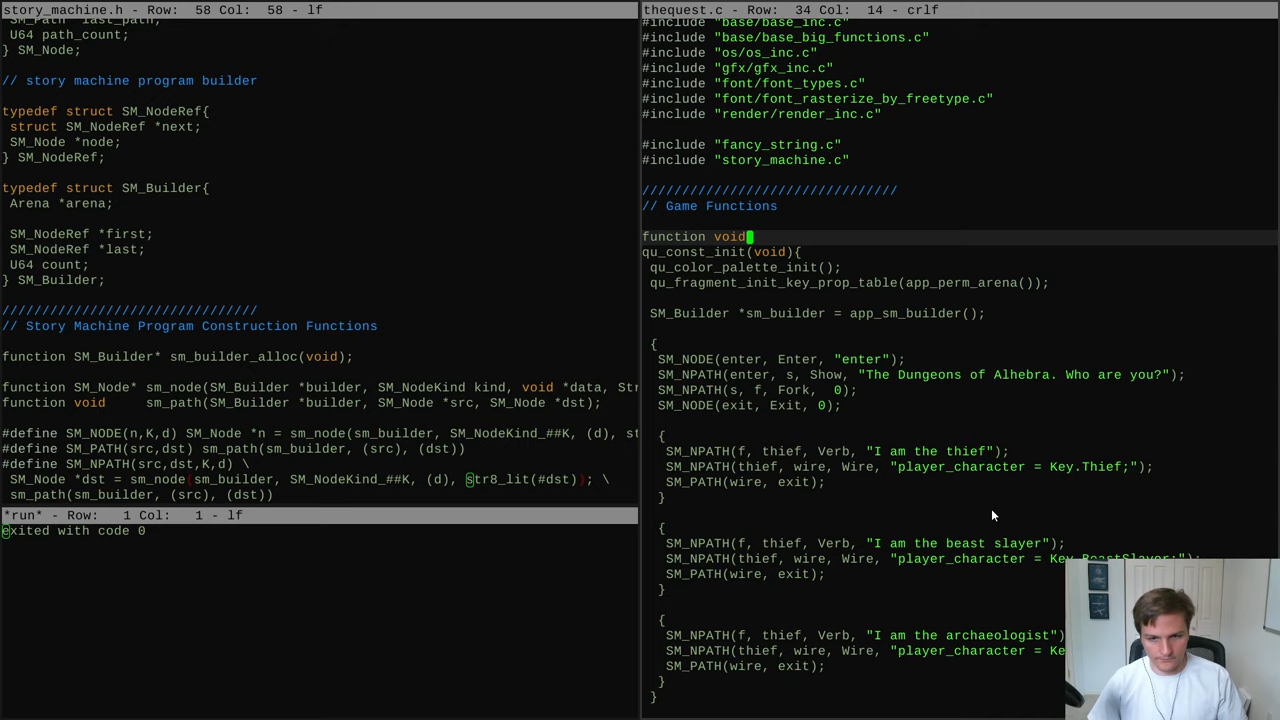 story_machine.h - Row: 58 Col: 58 - lf
SM_Path *last_path;
U64 path_count;
} SM_Node;
// story machine program builder
typedef struct SM_NodeRef{
struct SM_NodeRef *next;
SM_Node *node;
} SM_NodeRef;
typedef struct SM_Builder{
Arena *arena;
SM_NodeRef *first;
SM_NodeRef *last;
U64 count;
} SM_Builder;
////////////////////////////////
// Story Machine Program Construction Functions
function SM_Builder* sm_builder_alloc(void);
function SM_Node* sm_node(SM_Builder *builder, SM_NodeKind kind, void *data, Str
function void     sm_path(SM_Builder *builder, SM_Node *src, SM_Node *dst);
#define SM_NODE(n,K,d) SM_Node *n = sm_node(sm_builder, SM_NodeKind_##K, (d), st
#define SM_PATH(src,dst) sm_path(sm_builder, (src), (dst))
#define SM_NPATH(src,dst,K,d) \
SM_Node *dst = sm_node(sm_builder, SM_NodeKind_##K, (d), str8_lit(#dst)); \
sm_path(sm_builder, (src), (dst))
*run* - Row: 1 Col: 1 - lf
exited with code 0
thequest.c - Row: 34 Col: 14 - crlf
#include "base/base_inc.c"
#include "base/base_big_functions.c"
#include "os/os_inc.c"
#include "gfx/gfx_inc.c"
#include "font/font_types.c"
#include "font/font_rasterize_by_freetype.c"
#include "render/render_inc.c"
#include "fancy_string.c"
#include "story_machine.c"
////////////////////////////////
// Game Functions
function void
qu_const_init(void){
qu_color_palette_init();
qu_fragment_init_key_prop_table(app_perm_arena());
SM_Builder *sm_builder = app_sm_builder();
{
SM_NODE(enter, Enter, "enter");
SM_NPATH(enter, s, Show, "The Dungeons of Alhebra. Who are you?");
SM_NPATH(s, f, Fork,  0);
SM_NODE(exit, Exit, 0);
{
SM_NPATH(f, thief, Verb, "I am the thief");
SM_NPATH(thief, wire, Wire, "player_character = Key.Thief;");
SM_PATH(wire, exit);
}
{
SM_NPATH(f, thief, Verb, "I am the beast slayer");
SM_NPATH(thief, wire, Wire, "player_character = Key.BeastSlayer;");
SM_PATH(wire, exit);
}
{
SM_NPATH(f, thief, Verb, "I am the archaeologist")
SM_NPATH(thief, wire, Wire, "player_character = Ke
SM_PATH(wire, exit);
}
}